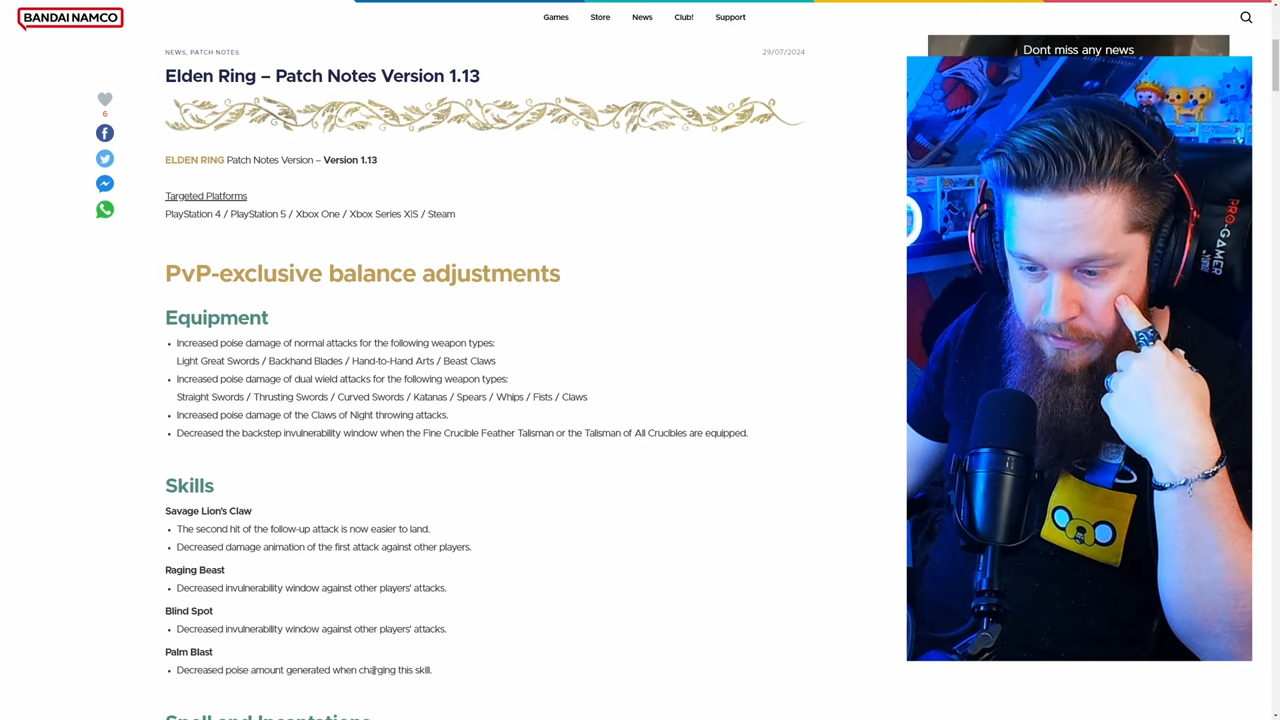 BANDAI NAMCO
Games Store News Club! Support
NEWS, PATCH NOTES 29/07/2024
Dont miss any news
Elden Ring – Patch Notes Version 1.13
6
ELDEN RING Patch Notes Version – Version 1.13
Targeted Platforms
PlayStation 4 / PlayStation 5 / Xbox One / Xbox Series X|S / Steam
PvP-exclusive balance adjustments
Equipment
• Increased poise damage of normal attacks for the following weapon types:
Light Great Swords / Backhand Blades / Hand-to-Hand Arts / Beast Claws
• Increased poise damage of dual wield attacks for the following weapon types:
Straight Swords / Thrusting Swords / Curved Swords / Katanas / Spears / Whips / Fists / Claws
• Increased poise damage of the Claws of Night throwing attacks.
• Decreased the backstep invulnerability window when the Fine Crucible Feather Talisman or the Talisman of All Crucibles are equipped.
Skills
Savage Lion's Claw
• The second hit of the follow-up attack is now easier to land.
• Decreased damage animation of the first attack against other players.
Raging Beast
• Decreased invulnerability window against other players' attacks.
Blind Spot
• Decreased invulnerability window against other players' attacks.
Palm Blast
• Decreased poise amount generated when charging this skill.
Spell and Incantations
PRO-GAMER